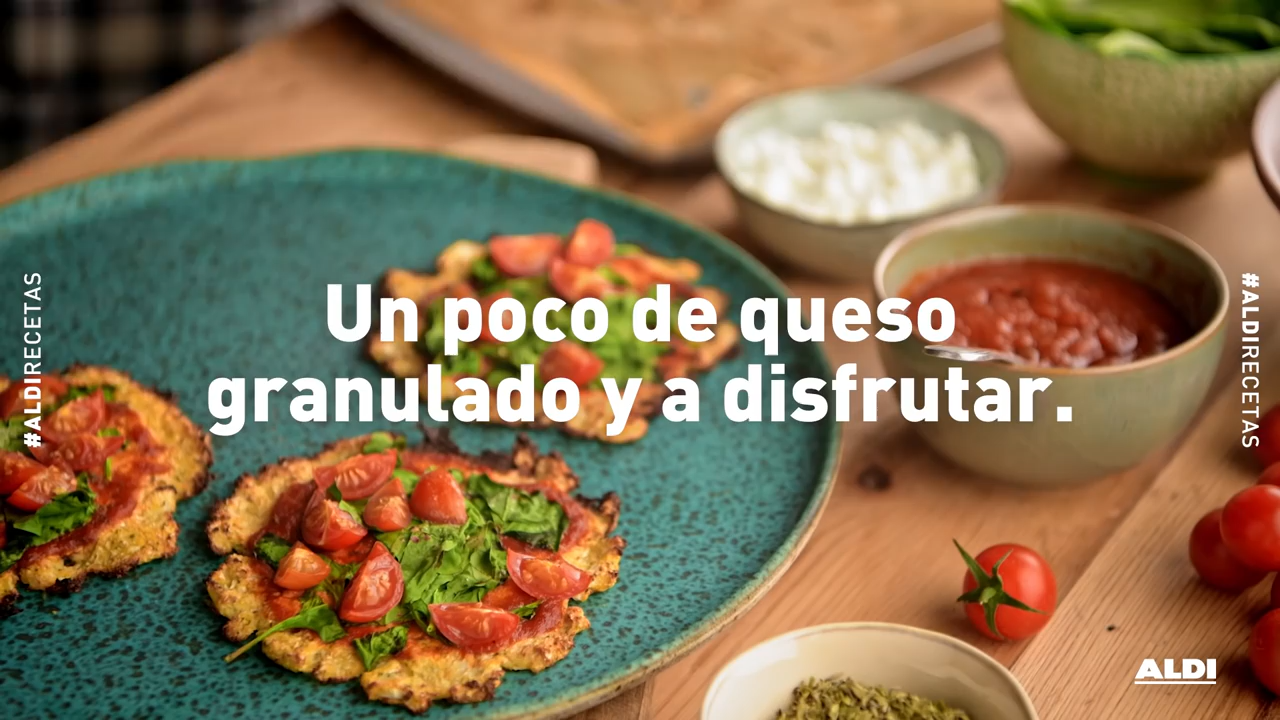 #ALDIRECETAS
Un poco de queso
granulado y a disfrutar.
#ALDIRECETAS
ALDI